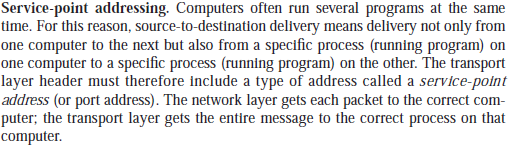 Service-point addressing. Computers often run several programs at the same
time. For this reason, source-to-destination delivery means delivery not only from
one computer to the next but also from a specific process (running program) on
one computer to a specific process (running program) on the other. The transport
layer header must therefore include a type of address called a service-point
address (or port address). The network layer gets each packet to the correct com-
puter; the transport layer gets the entire message to the correct process on that
computer.